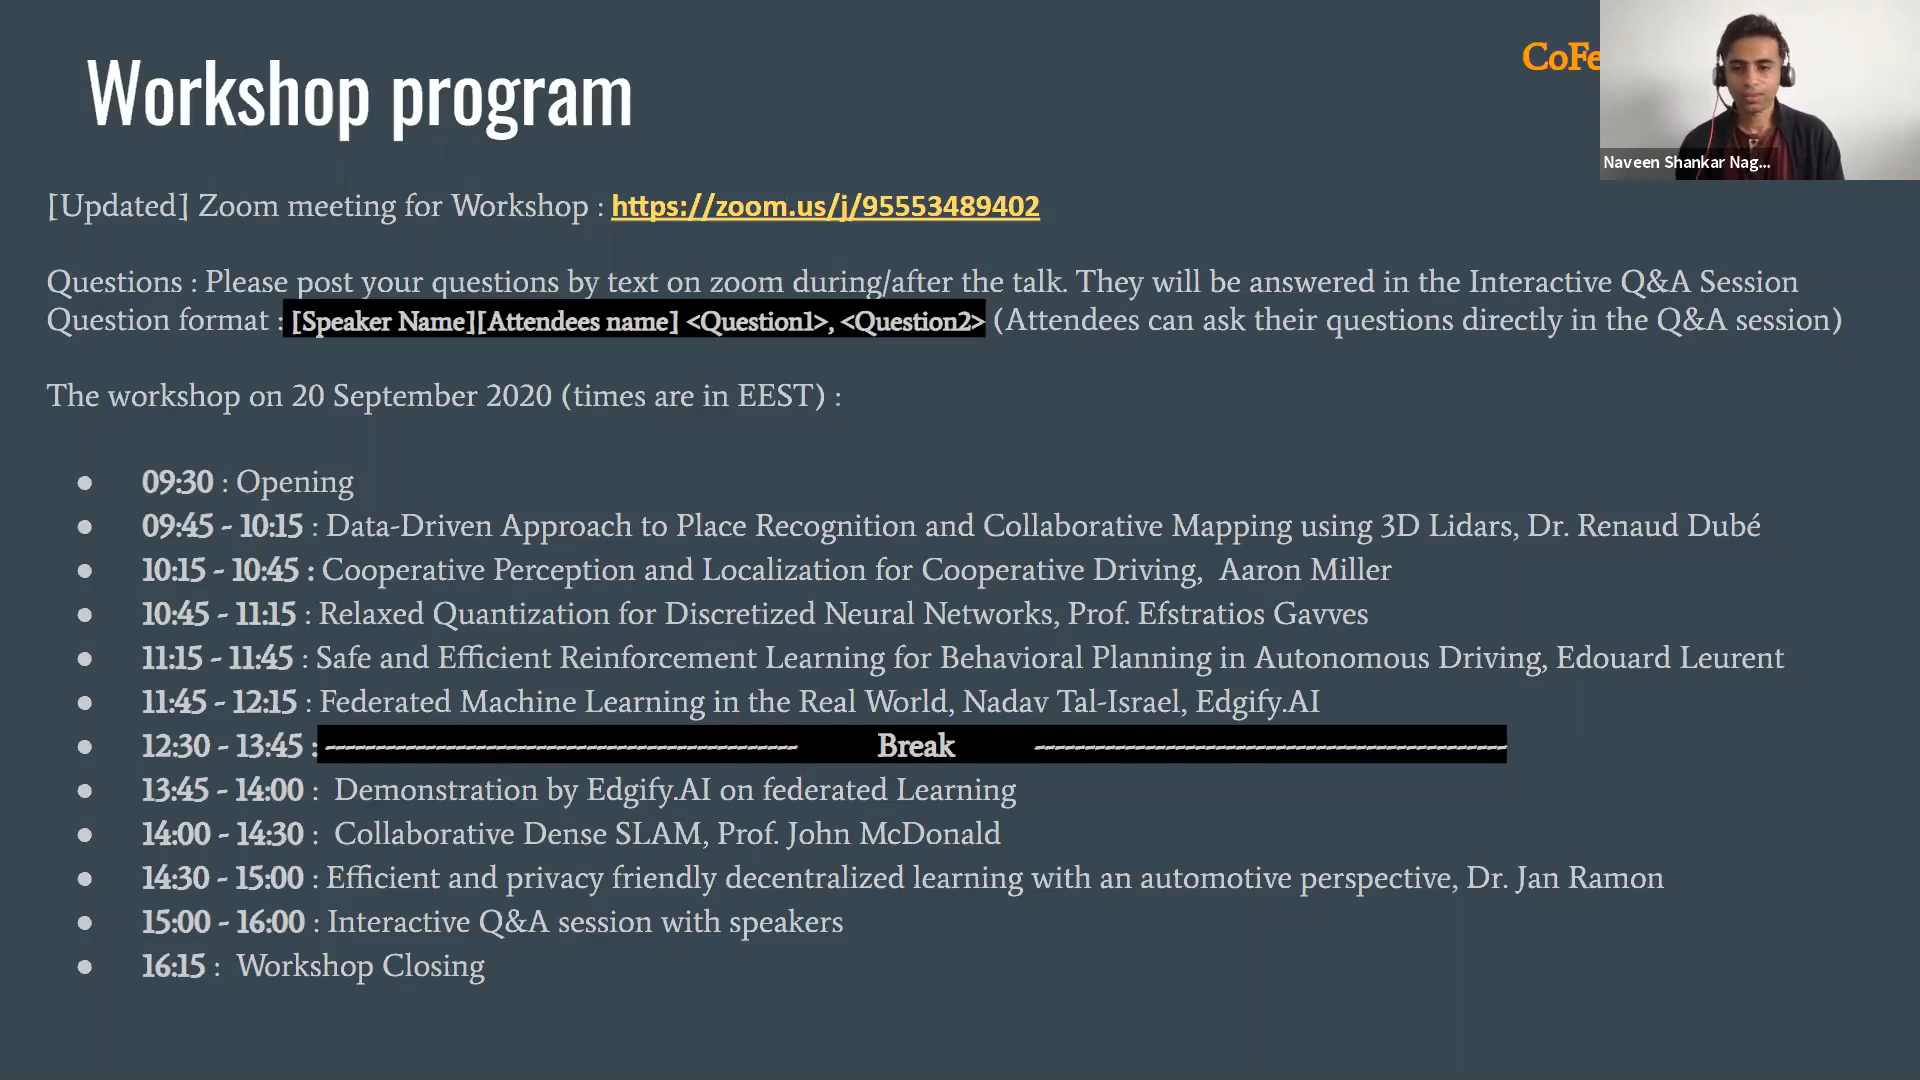 Workshop program
CoFe
Naveen Shankar Nag...
[Updated] Zoom meeting for Workshop : https://zoom.us/j/95553489402
Questions : Please post your questions by text on zoom during/after the talk. They will be answered in the Interactive Q&A Session
Question format : [Speaker Name][Attendees name] <Question1>, <Question2> (Attendees can ask their questions directly in the Q&A session)
The workshop on 20 September 2020 (times are in EEST) :
● 09:30 : Opening
● 09:45 - 10:15 : Data-Driven Approach to Place Recognition and Collaborative Mapping using 3D Lidars, Dr. Renaud Dubé
● 10:15 - 10:45 : Cooperative Perception and Localization for Cooperative Driving, Aaron Miller
● 10:45 - 11:15 : Relaxed Quantization for Discretized Neural Networks, Prof. Efstratios Gavves
● 11:15 - 11:45 : Safe and Efficient Reinforcement Learning for Behavioral Planning in Autonomous Driving, Edouard Leurent
● 11:45 - 12:15 : Federated Machine Learning in the Real World, Nadav Tal-Israel, Edgify.AI
● 12:30 - 13:45 : ------------------------------------------ Break ------------------------------------------
● 13:45 - 14:00 : Demonstration by Edgify.AI on federated Learning
● 14:00 - 14:30 : Collaborative Dense SLAM, Prof. John McDonald
● 14:30 - 15:00 : Efficient and privacy friendly decentralized learning with an automotive perspective, Dr. Jan Ramon
● 15:00 - 16:00 : Interactive Q&A session with speakers
● 16:15 : Workshop Closing